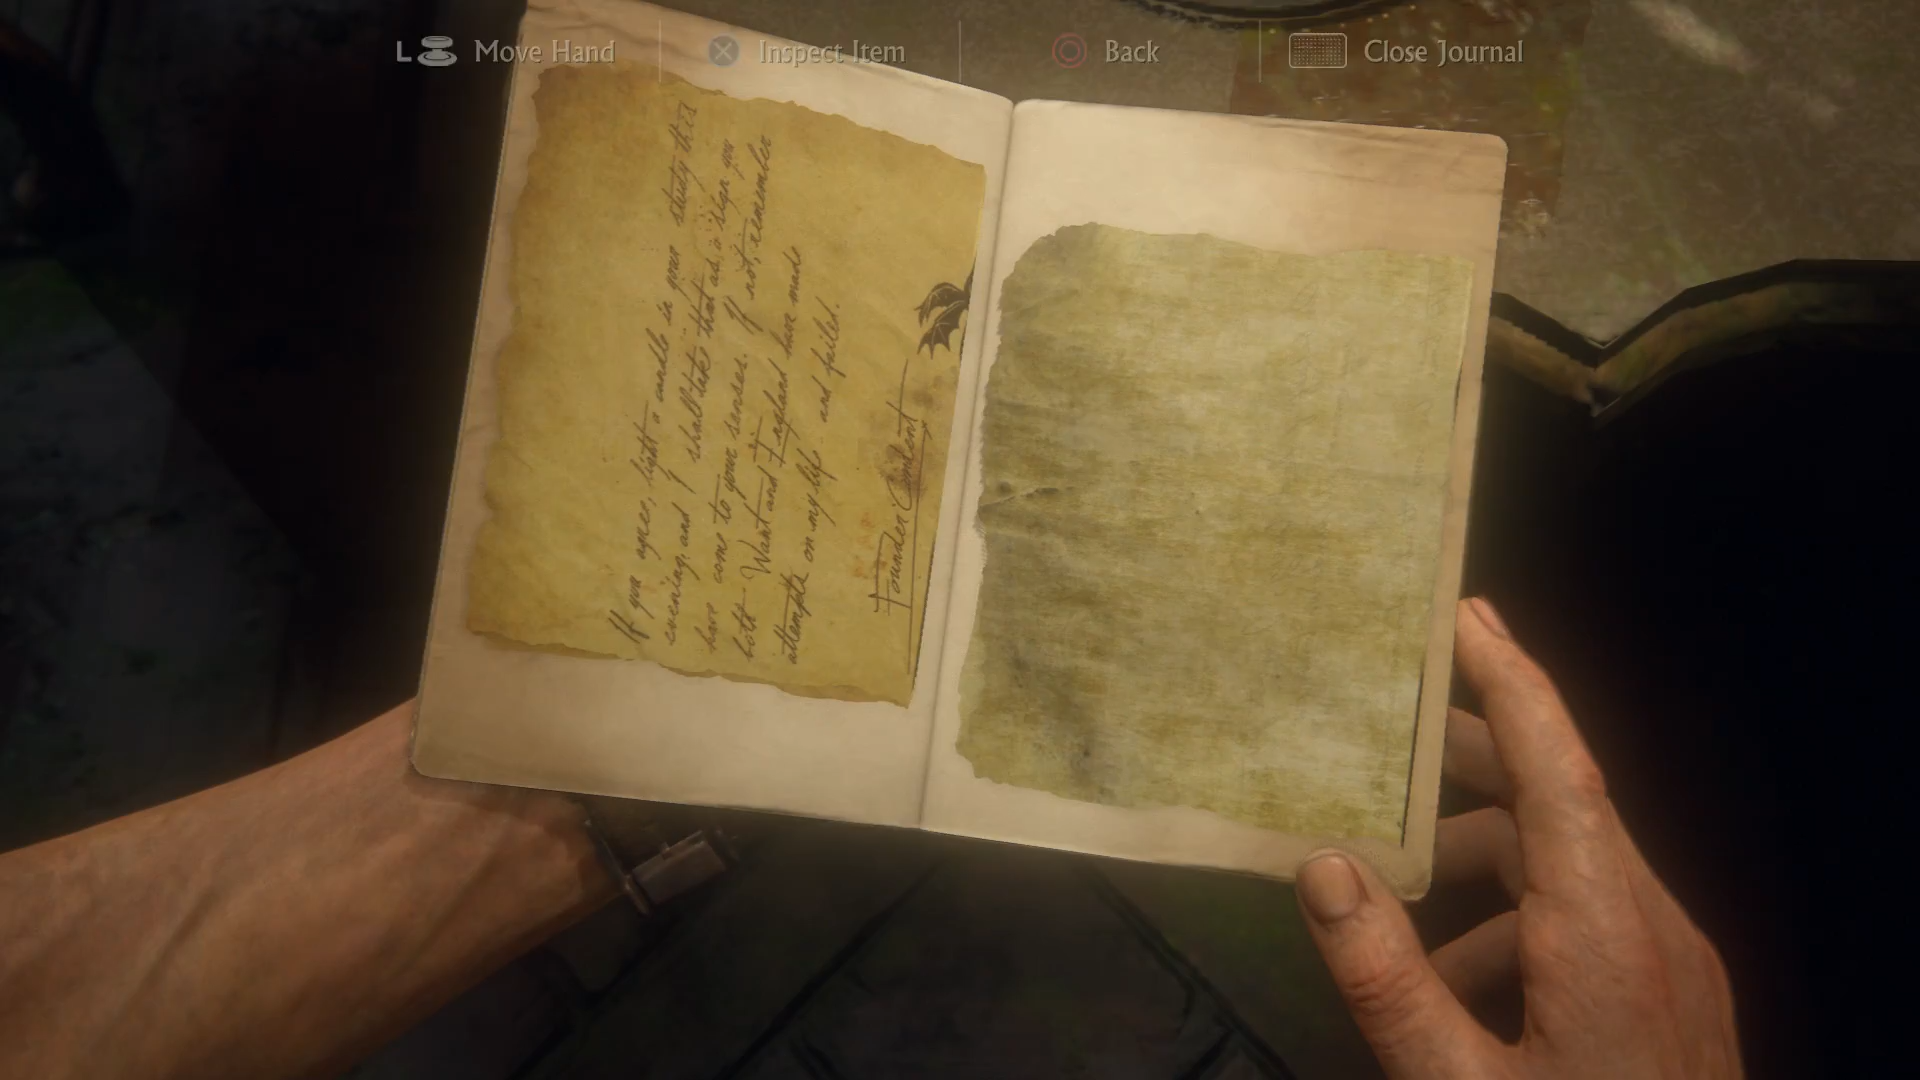 L Move Hand
Inspect Item
Back
Close Journal
If you agree, light a candle in your study this
evening, and I shall take that as a sign you
have come to your senses. If not, remember
both Want and England have made
attempts on my life and failed.
Founder